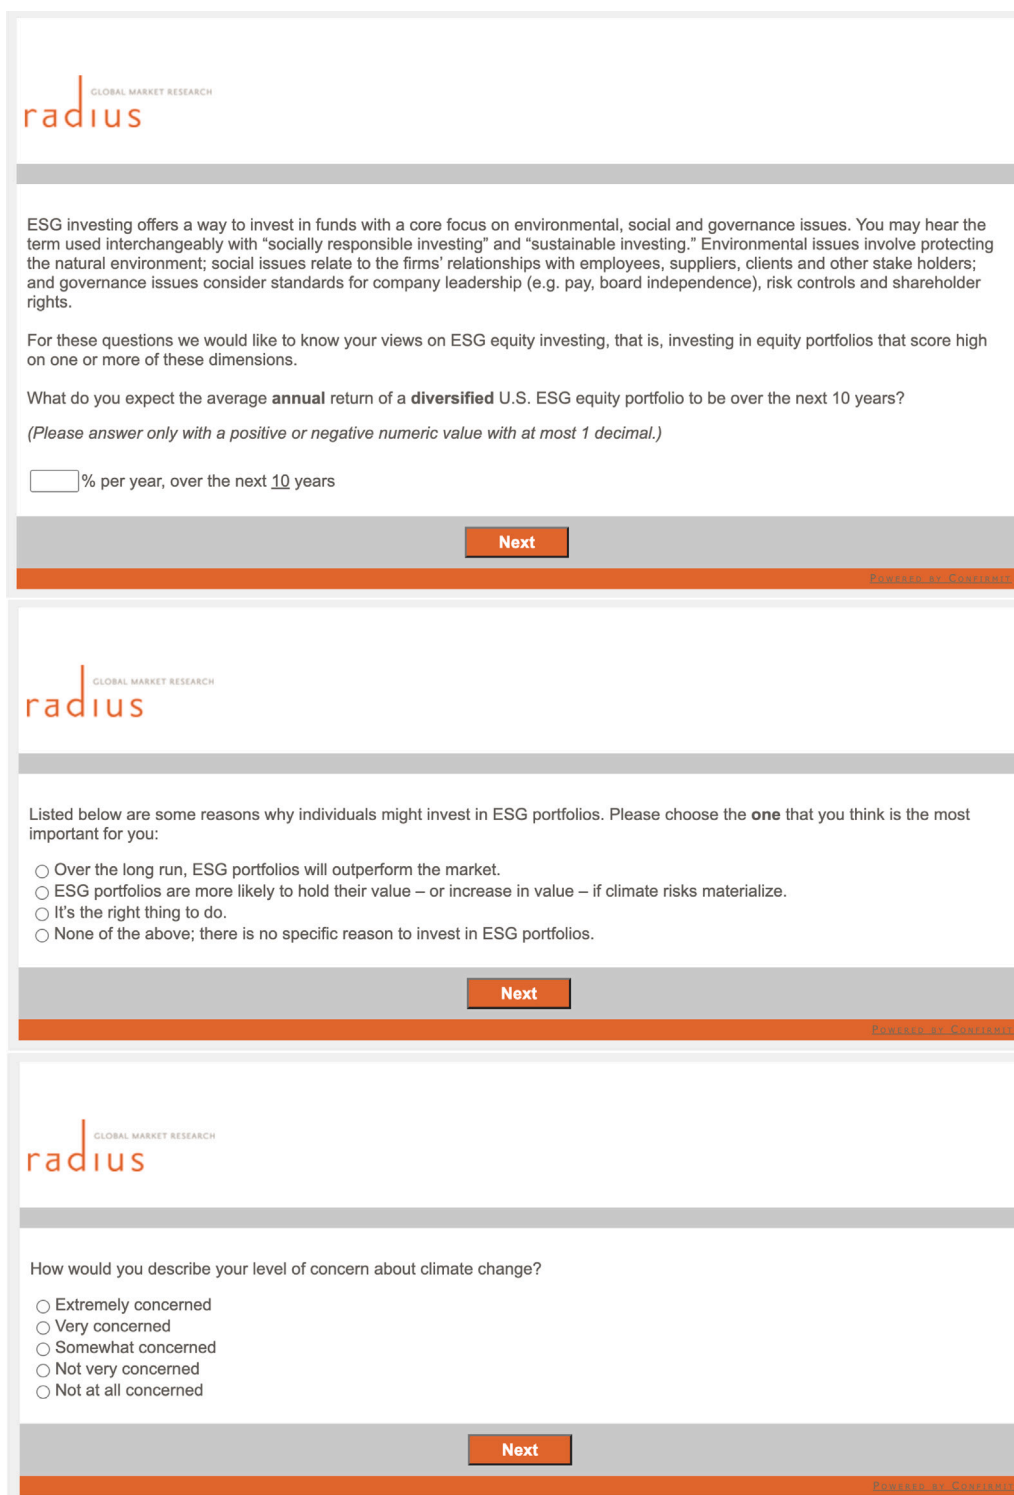 GLOBAL MARKET RESEARCH
radius
ESG investing offers a way to invest in funds with a core focus on environmental, social and governance issues. You may hear the
term used interchangeably with “socially responsible investing” and “sustainable investing.” Environmental issues involve protecting
the natural environment; social issues relate to the firms’ relationships with employees, suppliers, clients and other stake holders;
and governance issues consider standards for company leadership (e.g. pay, board independence), risk controls and shareholder
rights.
For these questions we would like to know your views on ESG equity investing, that is, investing in equity portfolios that score high
on one or more of these dimensions.
What do you expect the average annual return of a diversified U.S. ESG equity portfolio to be over the next 10 years?
(Please answer only with a positive or negative numeric value with at most 1 decimal.)
% per year, over the next 10 years
Next
Powered by Confirmit
GLOBAL MARKET RESEARCH
radius
Listed below are some reasons why individuals might invest in ESG portfolios. Please choose the one that you think is the most
important for you:
Over the long run, ESG portfolios will outperform the market.
ESG portfolios are more likely to hold their value – or increase in value – if climate risks materialize.
It’s the right thing to do.
None of the above; there is no specific reason to invest in ESG portfolios.
Next
Powered by Confirmit
GLOBAL MARKET RESEARCH
radius
How would you describe your level of concern about climate change?
Extremely concerned
Very concerned
Somewhat concerned
Not very concerned
Not at all concerned
Next
Powered by Confirmit